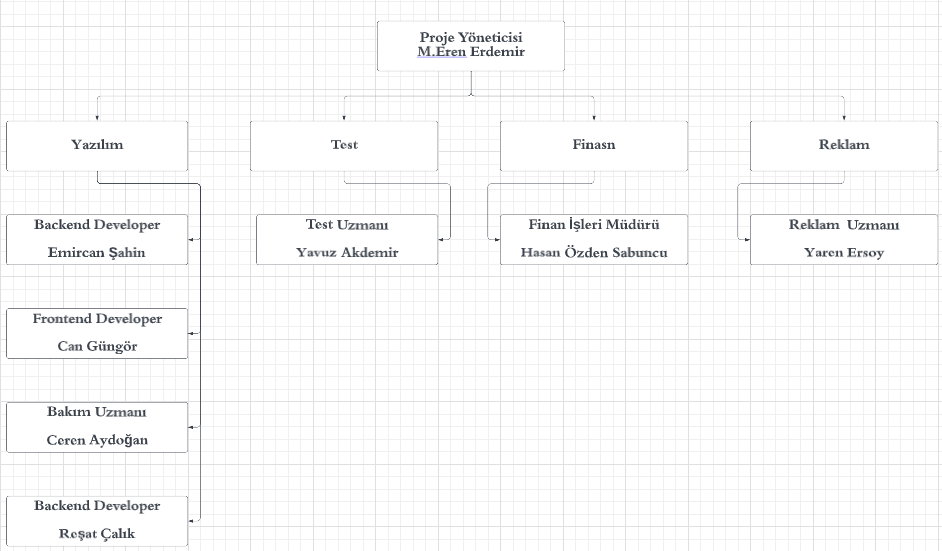 Proje Yöneticisi
M.Eren Erdemir
Yazılım
Test
Finasn
Reklam
Backend Developer
Emircan Şahin
Test Uzmanı
Yavuz Akdemir
Finan İşleri Müdürü
Hasan Özden Sabuncu
Reklam Uzmanı
Yaren Ersoy
Frontend Developer
Can Güngör
Bakım Uzmanı
Ceren Aydoğan
Backend Developer
Reşat Çalık